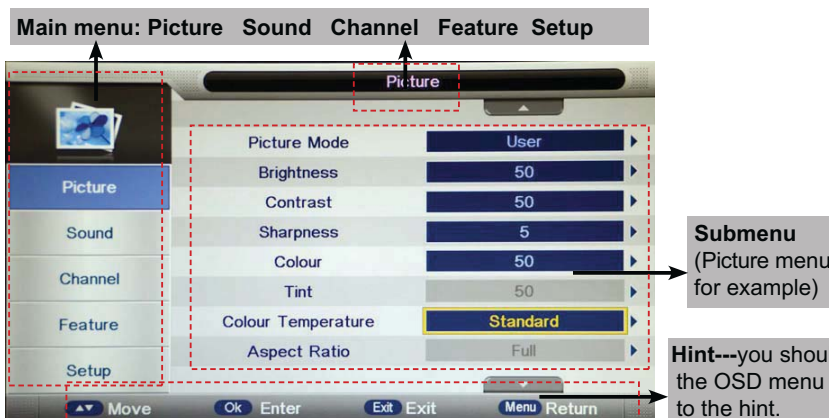 Main menu: Picture Sound Channel Feature Setup
Picture
Picture
Sound
Channel
Feature
Setup
Picture Mode User
Brightness 50
Contrast 50
Sharpness 5
Colour 50
Tint 50
Colour Temperature Standard
Aspect Ratio Full
Move Ok Enter Exit Exit Menu Return
Submenu
(Picture menu
for example)
Hint---you shou
the OSD menu
to the hint.